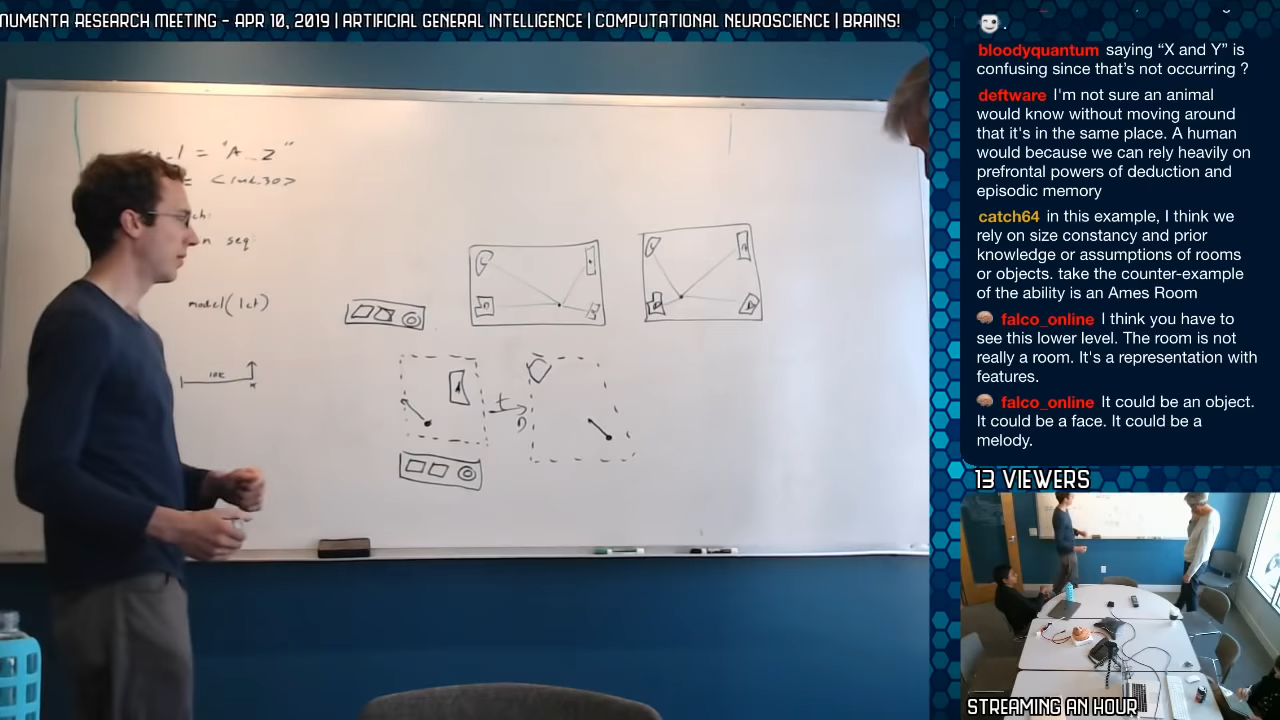 NUMENTA RESEARCH MEETING - APR 10, 2019 | ARTIFICIAL GENERAL INTELLIGENCE | COMPUTATIONAL NEUROSCIENCE | BRAINS!
= "A_Z"
model(lct)
10k
bloodyquantum saying “X and Y” is
confusing since that's not occurring ?
deftware I'm not sure an animal
would know without moving around
that it's in the same place. A human
would because we can rely heavily on
prefrontal powers of deduction and
episodic memory
catch64 in this example, I think we
rely on size constancy and prior
knowledge or assumptions of rooms
or objects. take the counter-example
of the ability is an Ames Room
falco_online I think you have to
see this lower level. The room is not
really a room. It's a representation with
features.
falco_online It could be an object.
It could be a face. It could be a
melody.
13 VIEWERS
STREAMING AN HOUR